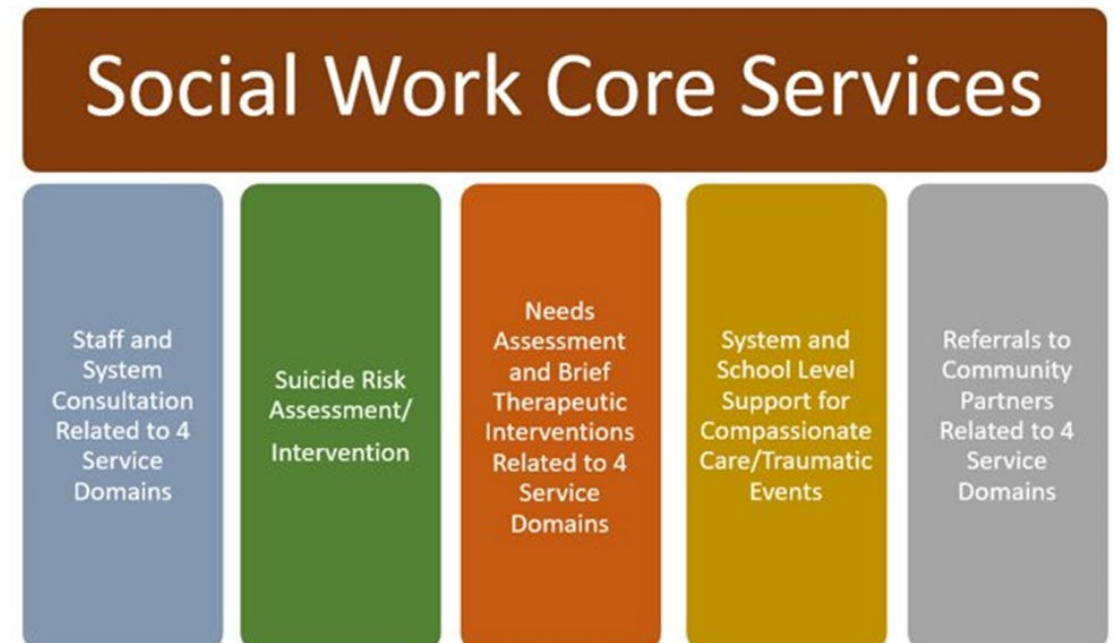 Social Work Core Services
Staff and
System
Consultation
Related to 4
Service
Domains
Suicide Risk
Assessment/
Intervention
Needs
Assessment
and Brief
Therapeutic
Interventions
Related to 4
Service
Domains
System and
School Level
Support for
Compassionate
Care/Traumatic
Events
Referrals to
Community
Partners
Related to 4
Service
Domains